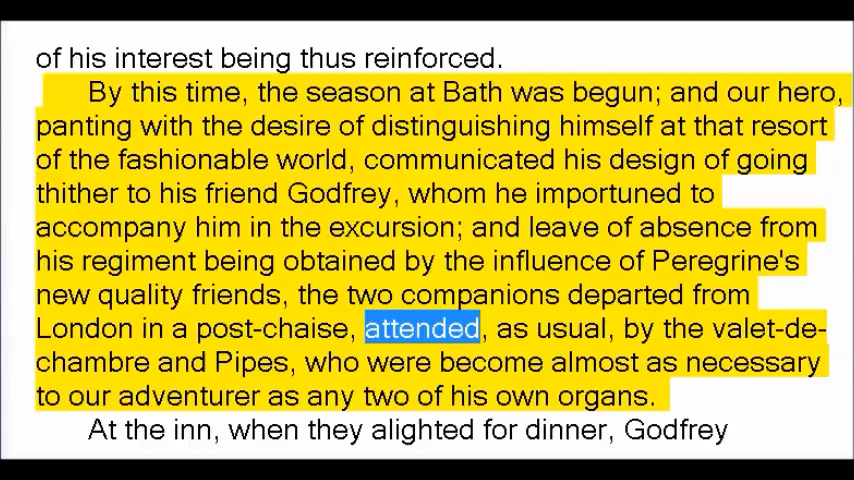 of his interest being thus reinforced.
By this time, the season at Bath was begun; and our hero,
panting with the desire of distinguishing himself at that resort
of the fashionable world, communicated his design of going
thither to his friend Godfrey, whom he importuned to
accompany him in the excursion; and leave of absence from
his regiment being obtained by the influence of Peregrine's
new quality friends, the two companions departed from
London in a post-chaise, attended, as usual, by the valet-de-
chambre and Pipes, who were become almost as necessary
to our adventurer as any two of his own organs.
At the inn, when they alighted for dinner, Godfrey